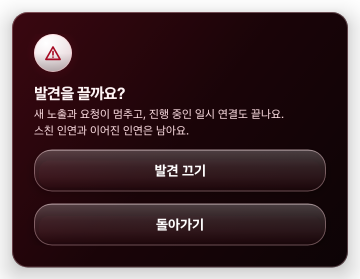 발견을 끌까요?
새 노출과 요청이 멈추고, 진행 중인 일시 연결도 끝나요.
스친 인연과 이어진 인연은 남아요.
발견 끄기
돌아가기